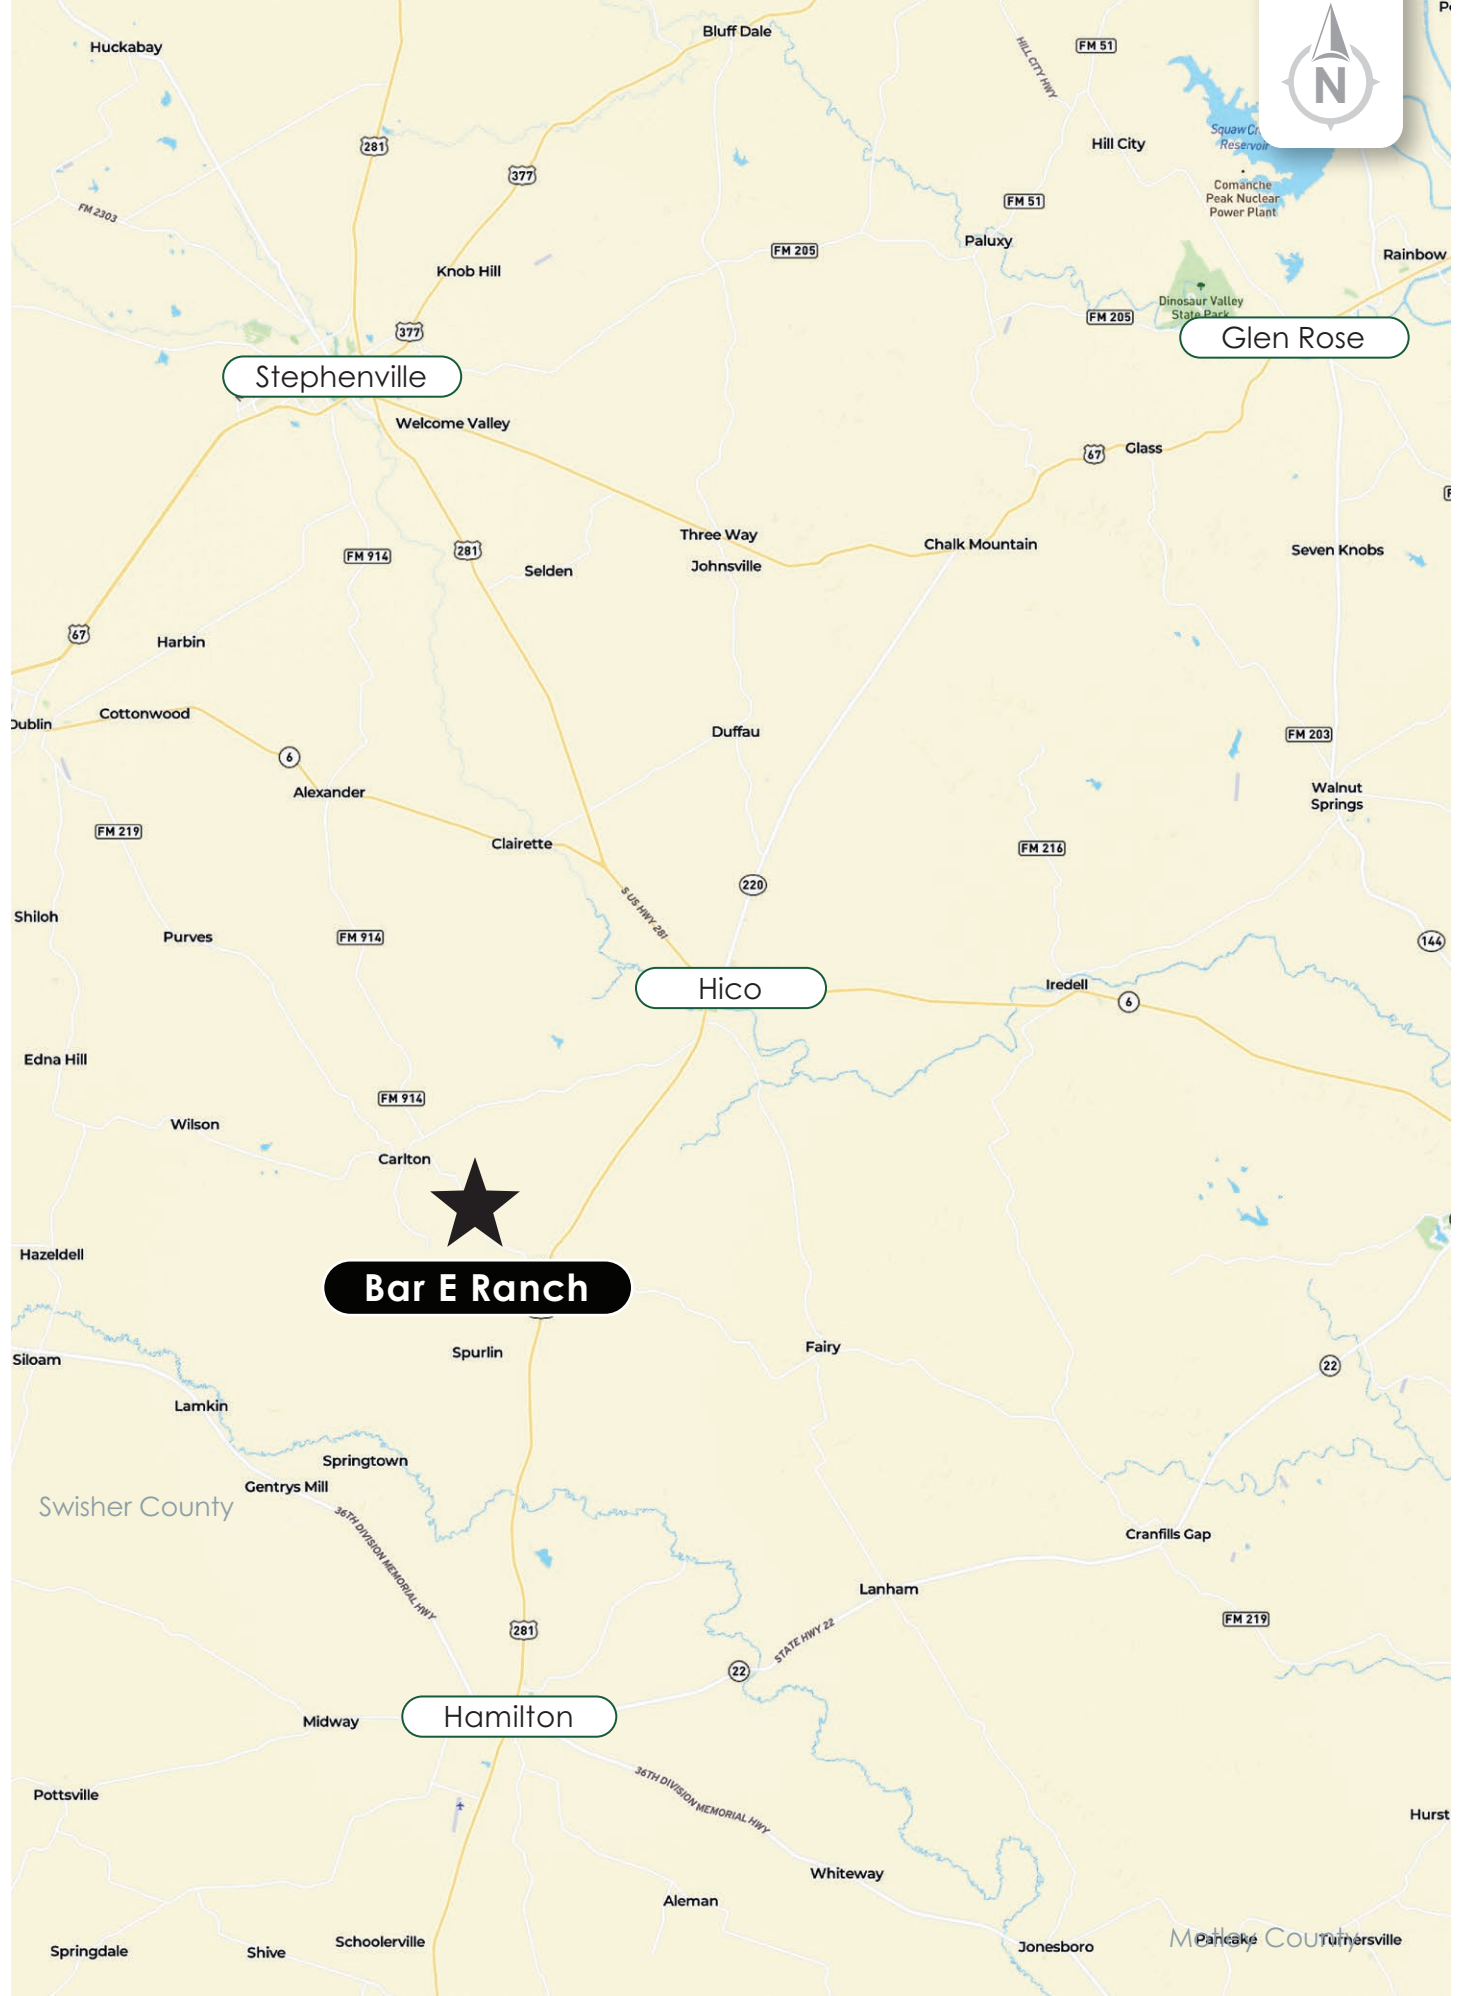 Huckabay
Bluff Dale
HILL CITY HWY
FM 51
N
281
377
Hill City
Reservoir
Comanche
Peak Nuclear
Power Plant
FM 2303
FM 51
Paluxy
FM 205
Rainbow
Knob Hill
Dinosaur Valley
State Park
FM 205
377
Glen Rose
Stephenville
Welcome Valley
67
Glass
Three Way
Chalk Mountain
Seven Knobs
FM 914
281
Selden
Johnsville
67
Harbin
Cottonwood
Dublin
Duffau
FM 203
6
Alexander
Walnut
Springs
FM 219
Clairette
FM 216
220
S US HWY 281
Shiloh
Purves
FM 914
144
Hico
Iredell
6
Edna Hill
FM 914
Wilson
Carlton
Hazeldell
Bar E Ranch
Spurlin
Fairy
Siloam
22
Lamkin
Springtown
Gentrys Mill
Swisher County
36TH DIVISION MEMORIAL HWY
Cranfills Gap
Lanham
FM 219
281
STATE HWY 22
22
Midway
Hamilton
36TH DIVISION MEMORIAL HWY
Pottsville
Hurst
Whiteway
Aleman
Springdale
Shive
Schoolerville
Jonesboro
Motley County
Pancake
Turnersville